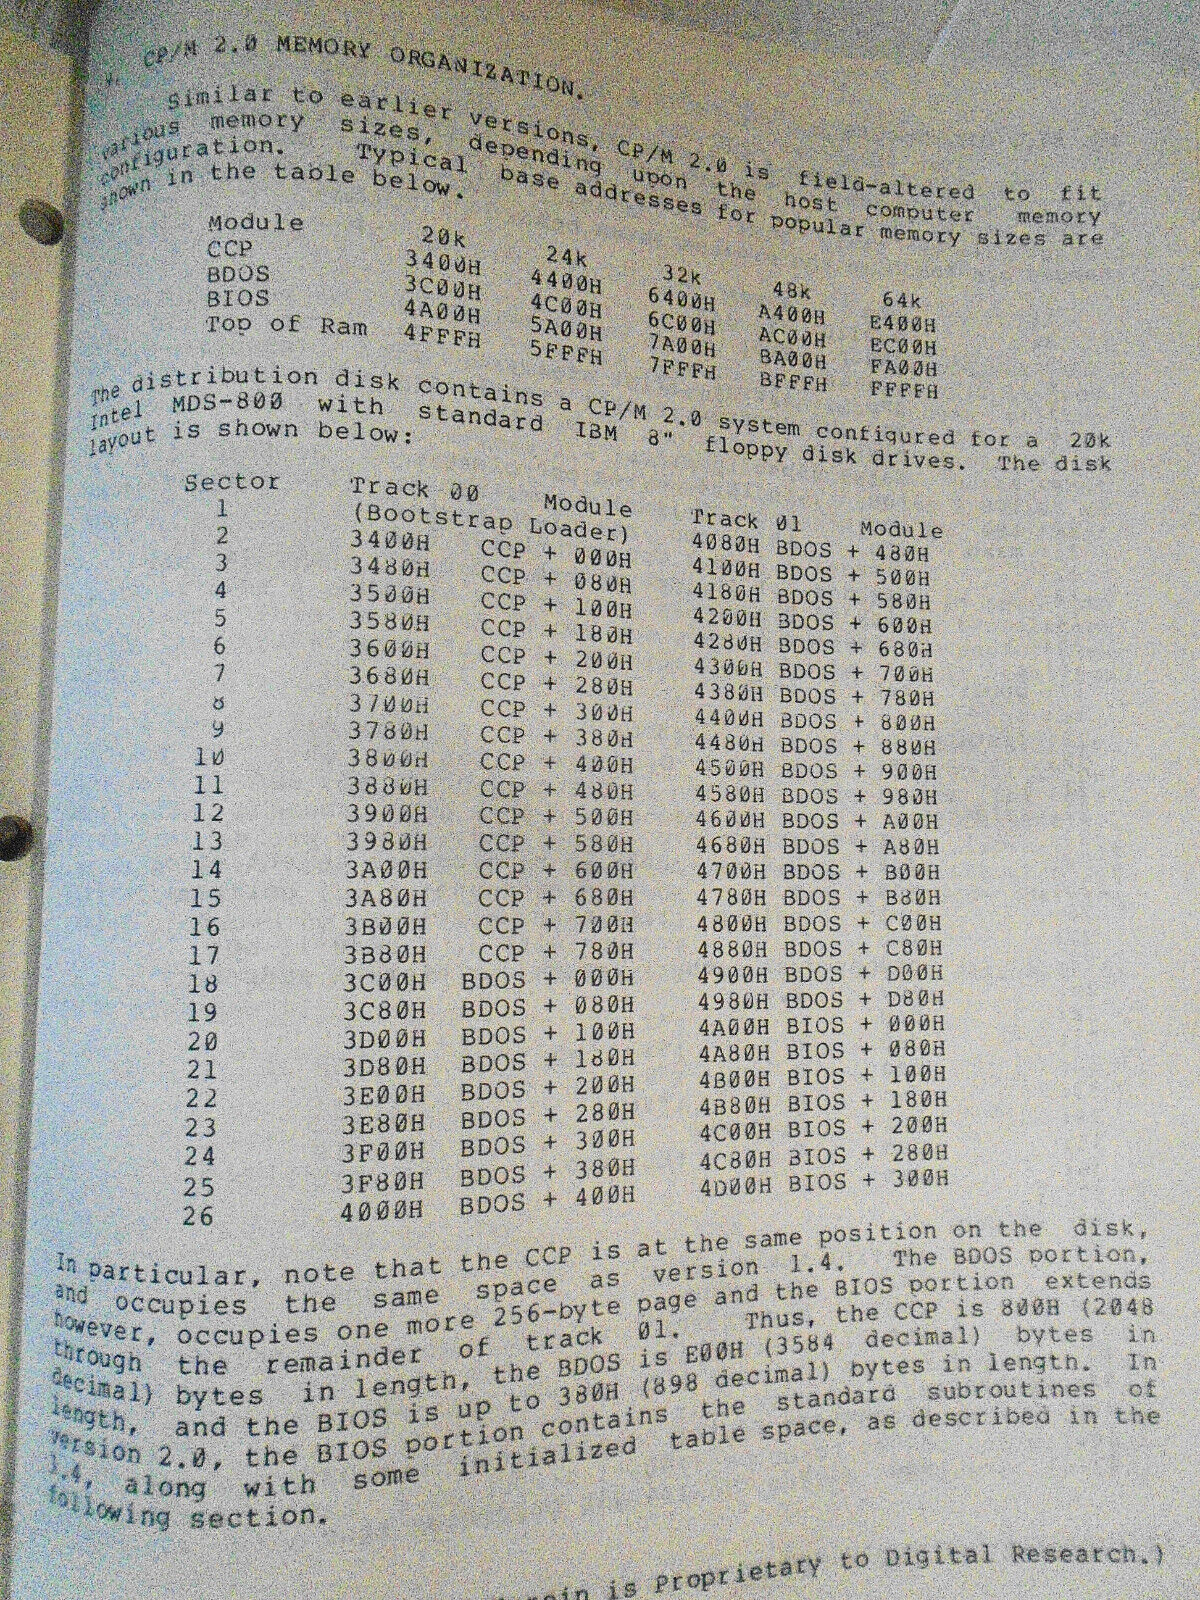 CP/M 2.0 MEMORY ORGANIZATION.
Similar to earlier versions, CP/M 2.0 is field-altered to fit
various memory sizes, depending upon the host computer memory
configuration. Typical base addresses for popular memory sizes are
shown in the table below.
Module 20k 24k 32k 48k 64k
CCP 3400H 4400H 6400H A400H E400H
BDOS 3C00H 4C00H 6C00H AC00H EC00H
BIOS 4A00H 5A00H 7A00H BA00H FA00H
Top of Ram 4FFFH 5FFFH 7FFFH BFFFH FFFFH
The distribution disk contains a CP/M 2.0 system configured for a 20k
Intel MDS-800 with standard IBM 8" floppy disk drives. The disk
layout is shown below:
Sector Track 00 Module Track 01 Module
1 (Bootstrap Loader) 4080H BDOS + 480H
2 3400H CCP + 000H 4100H BDOS + 500H
3 3480H CCP + 080H 4180H BDOS + 580H
4 3500H CCP + 100H 4200H BDOS + 600H
5 3580H CCP + 180H 4280H BDOS + 680H
6 3600H CCP + 200H 4300H BDOS + 700H
7 3680H CCP + 280H 4380H BDOS + 780H
8 3700H CCP + 300H 4400H BDOS + 800H
9 3780H CCP + 380H 4480H BDOS + 880H
10 3800H CCP + 400H 4500H BDOS + 900H
11 3880H CCP + 480H 4580H BDOS + 980H
12 3900H CCP + 500H 4600H BDOS + A00H
13 3980H CCP + 580H 4680H BDOS + A80H
14 3A00H CCP + 600H 4700H BDOS + B00H
15 3A80H CCP + 680H 4780H BDOS + B80H
16 3B00H CCP + 700H 4800H BDOS + C00H
17 3B80H CCP + 780H 4880H BDOS + C80H
18 3C00H BDOS + 000H 4900H BDOS + D00H
19 3C80H BDOS + 080H 4980H BDOS + D80H
20 3D00H BDOS + 100H 4A00H BIOS + 000H
21 3D80H BDOS + 180H 4A80H BIOS + 080H
22 3E00H BDOS + 200H 4B00H BIOS + 100H
23 3E80H BDOS + 280H 4B80H BIOS + 180H
24 3F00H BDOS + 300H 4C00H BIOS + 200H
25 3F80H BDOS + 380H 4C80H BIOS + 280H
26 4000H BDOS + 400H 4D00H BIOS + 300H
In particular, note that the CCP is at the same position on the disk,
and occupies the same space as version 1.4. The BDOS portion,
however, occupies one more 256-byte page and the BIOS portion extends
through the remainder of track 01. Thus, the CCP is 800H (2048
decimal) bytes in length, the BDOS is E00H (3584 decimal) bytes in
length, and the BIOS is up to 380H (898 decimal) bytes in length. In
version 2.0, the BIOS portion contains the standard subroutines of
1.4, along with some initialized table space, as described in the
following section.
is Proprietary to Digital Research.)